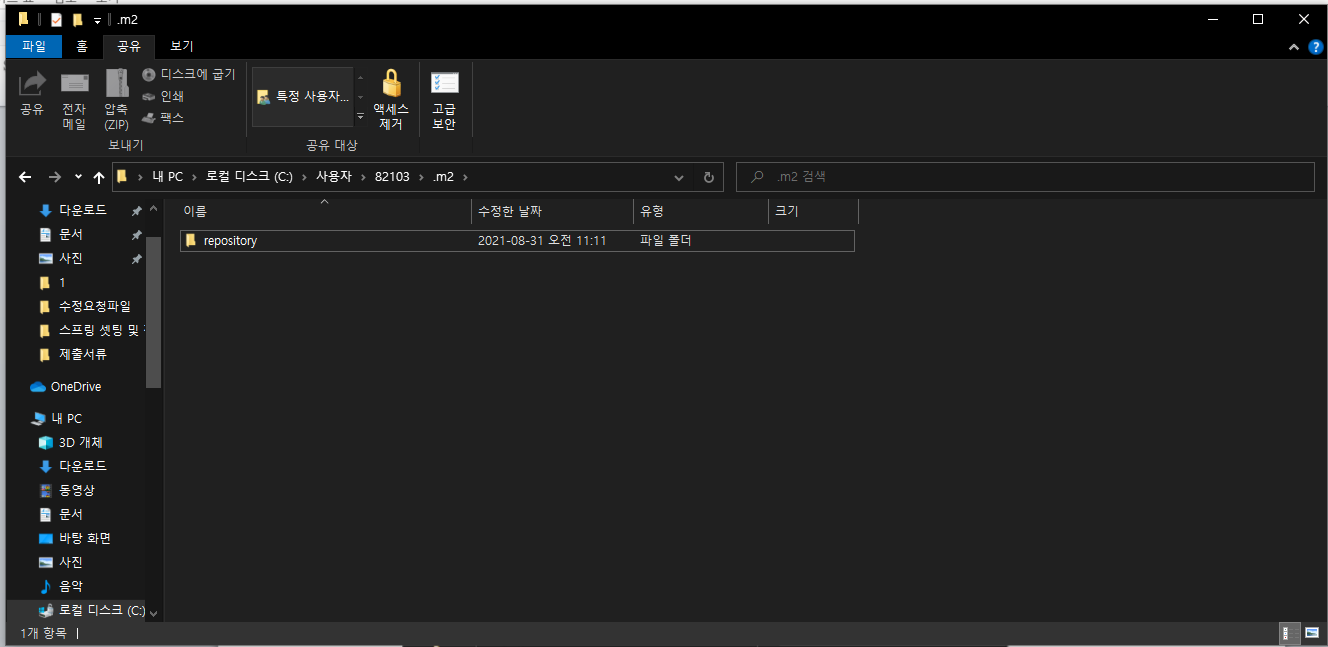 .m2
파일 홈 공유 보기
공유
전자
메일
압축
(ZIP)
디스크에 굽기
인쇄
팩스
보내기
특정 사용자...
액세스
제거
공유 대상
고급
보안
내 PC 로컬 디스크 (C:) 사용자 82103 .m2
.m2 검색
다운로드
문서
사진
1
수정요청파일
스프링 셋팅 및
제출서류
OneDrive
내 PC
3D 개체
다운로드
동영상
문서
바탕 화면
사진
음악
로컬 디스크 (C:)
이름 수정한 날짜 유형 크기
repository 2021-08-31 오전 11:11 파일 폴더
1개 항목